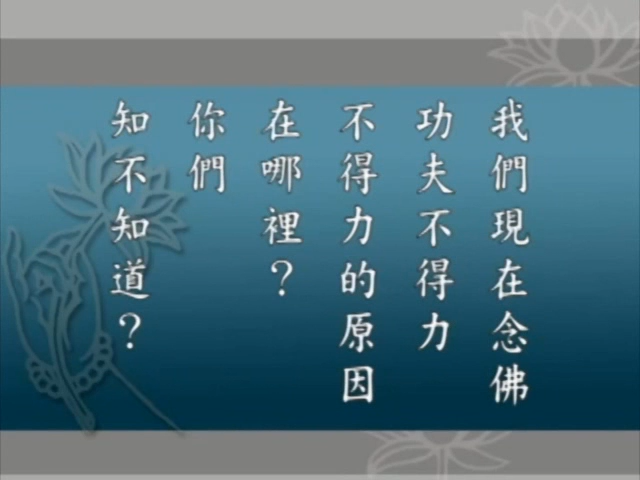 我們現在念佛
功夫不得力
不得力的原因
在哪裡？
你們
知不知道？